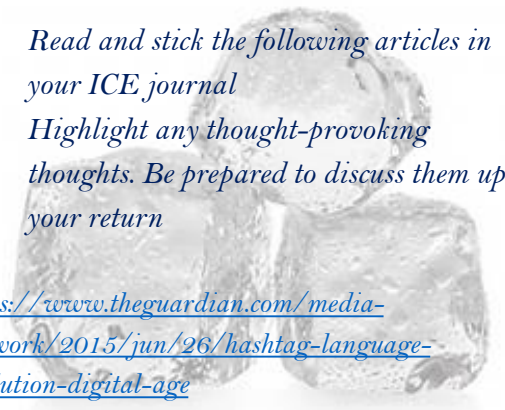 Read and stick the following articles in
your ICE journal
Highlight any thought-provoking
thoughts. Be prepared to discuss them up
your return
s://www.theguardian.com/media-
work/2015/jun/26/hashtag-language-
lution-digital-age